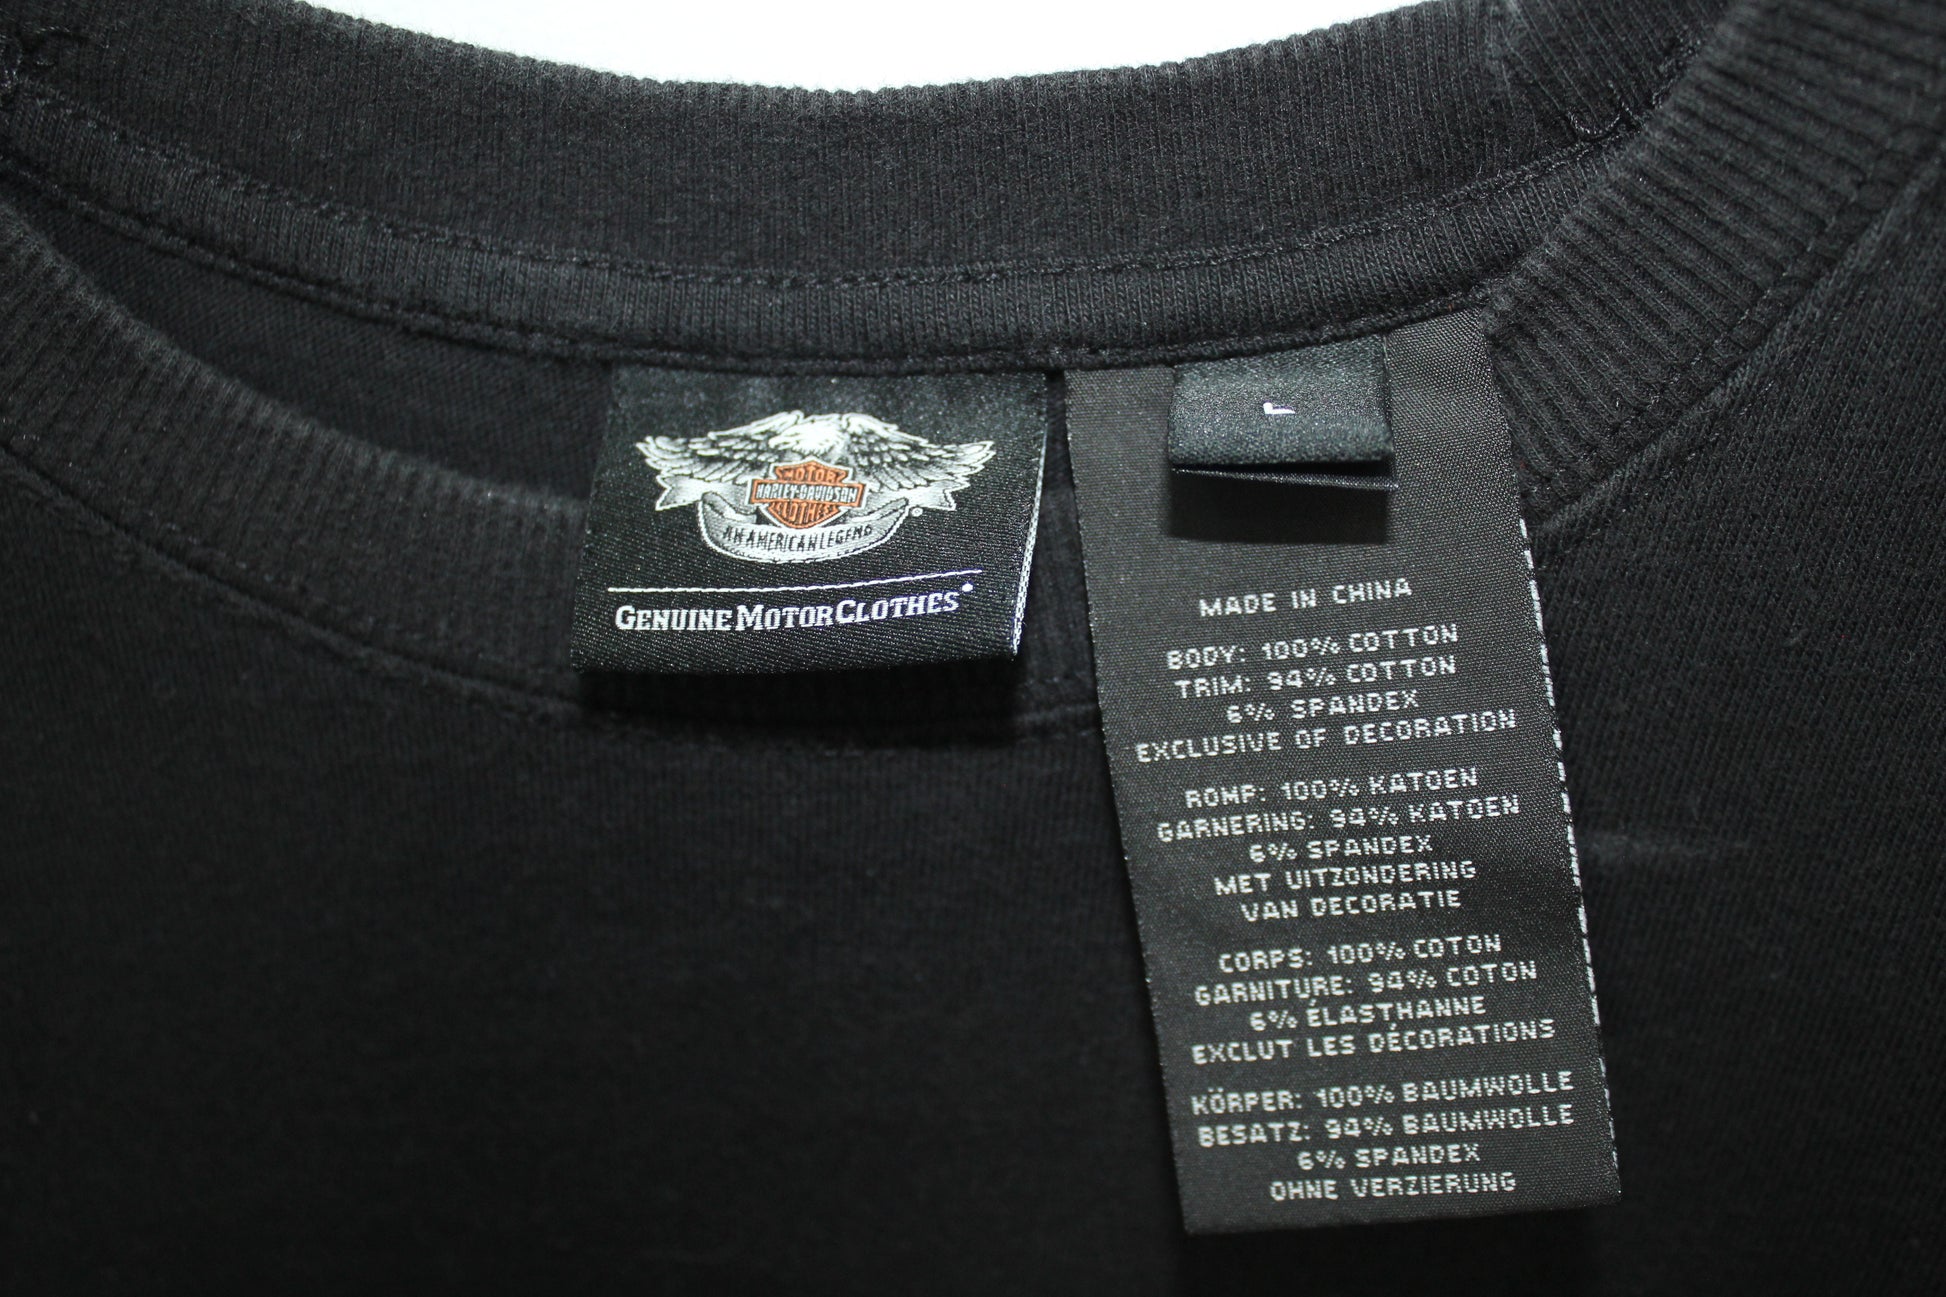 MOTOR
HARLEY-DAVIDSON
CLOTHES
AN AMERICAN LEGEND
GENUINE MOTORCLOTHES®
L
MADE IN CHINA
BODY: 100% COTTON
TRIM: 94% COTTON
6% SPANDEX
EXCLUSIVE OF DECORATION
ROMP: 100% KATOEN
GARNERING: 94% KATOEN
6% SPANDEX
MET UITZONDERING
VAN DECORATIE
CORPS: 100% COTON
GARNITURE: 94% COTON
6% ÉLASTHANNE
EXCLUT LES DÉCORATIONS
KÖRPER: 100% BAUMWOLLE
BESATZ: 94% BAUMWOLLE
6% SPANDEX
OHNE VERZIERUNG